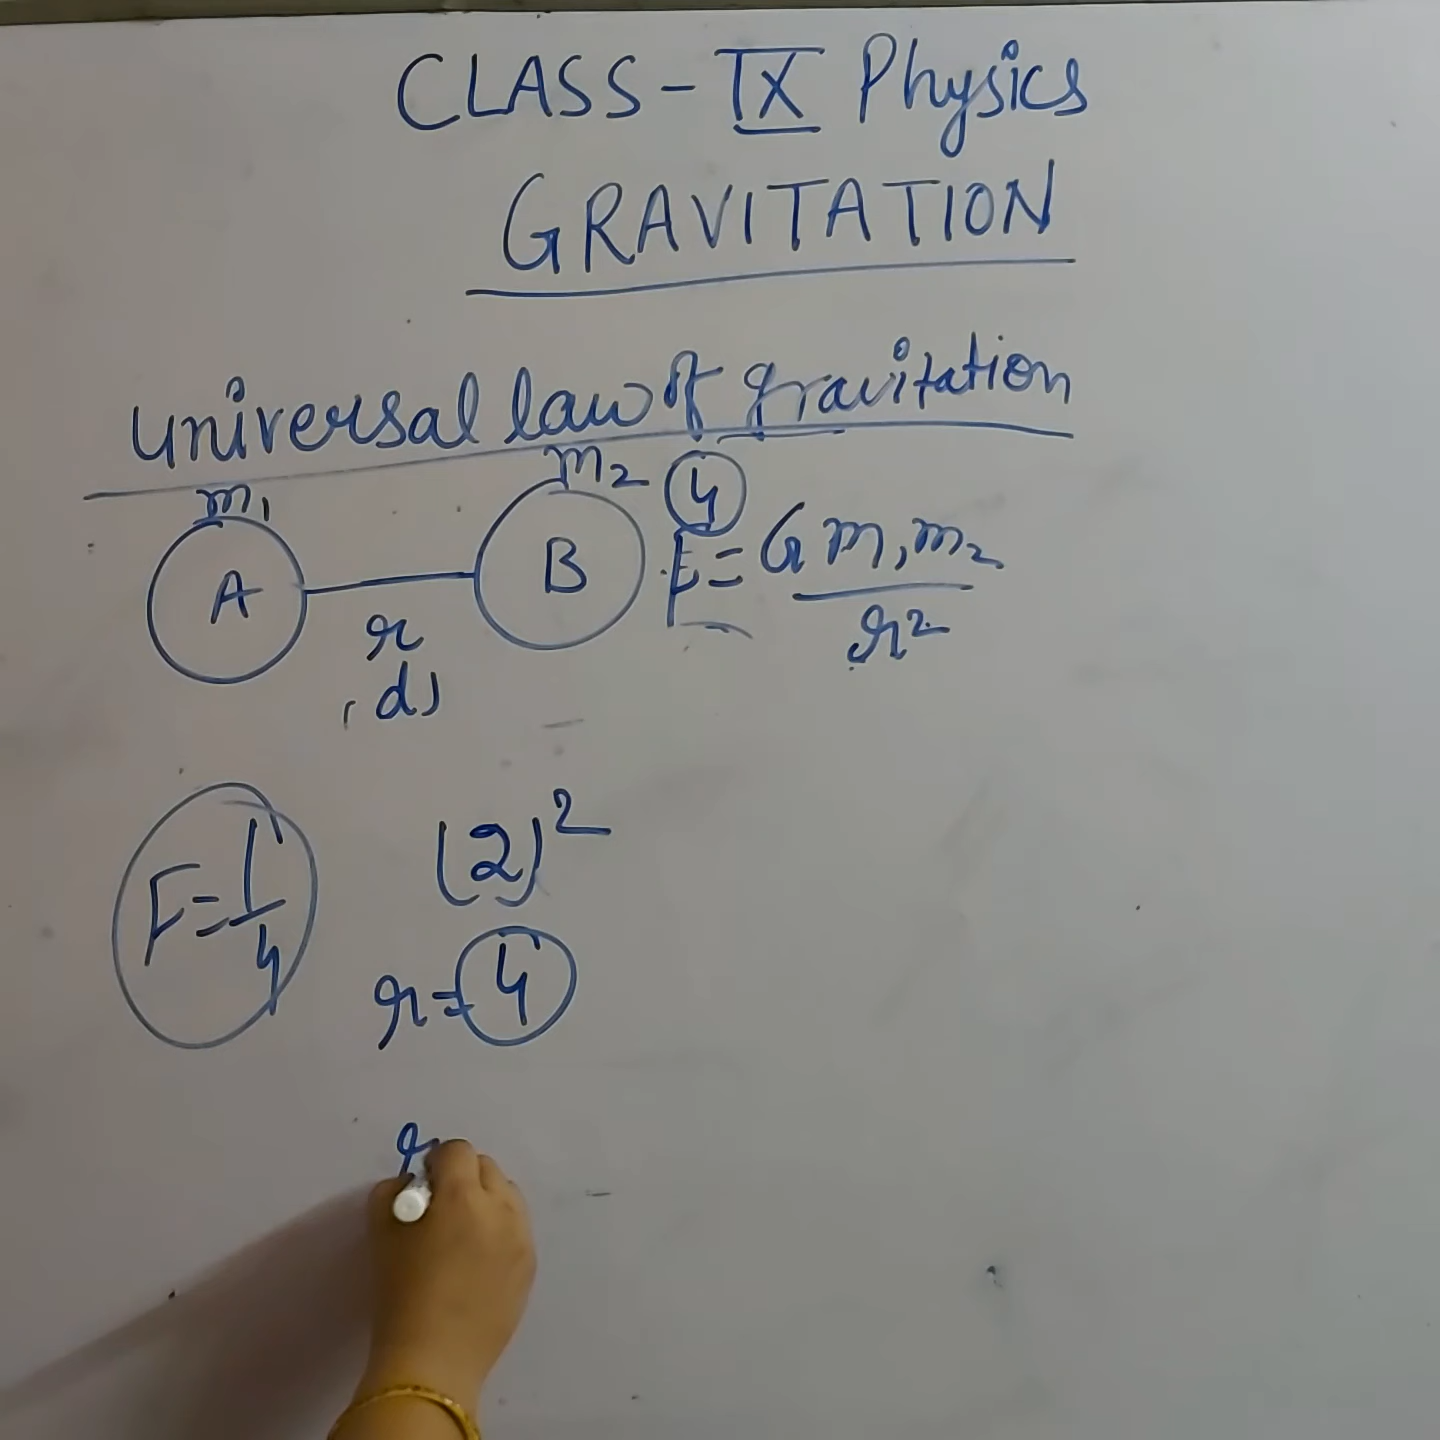 CLASS-IX Physics
GRAVITATION
universal law of gravitation
m₁
m₂
4
A
B
F = G m₁ m₂ / r²
r
(d)
F = 1/4
(2)²
r = 4
r